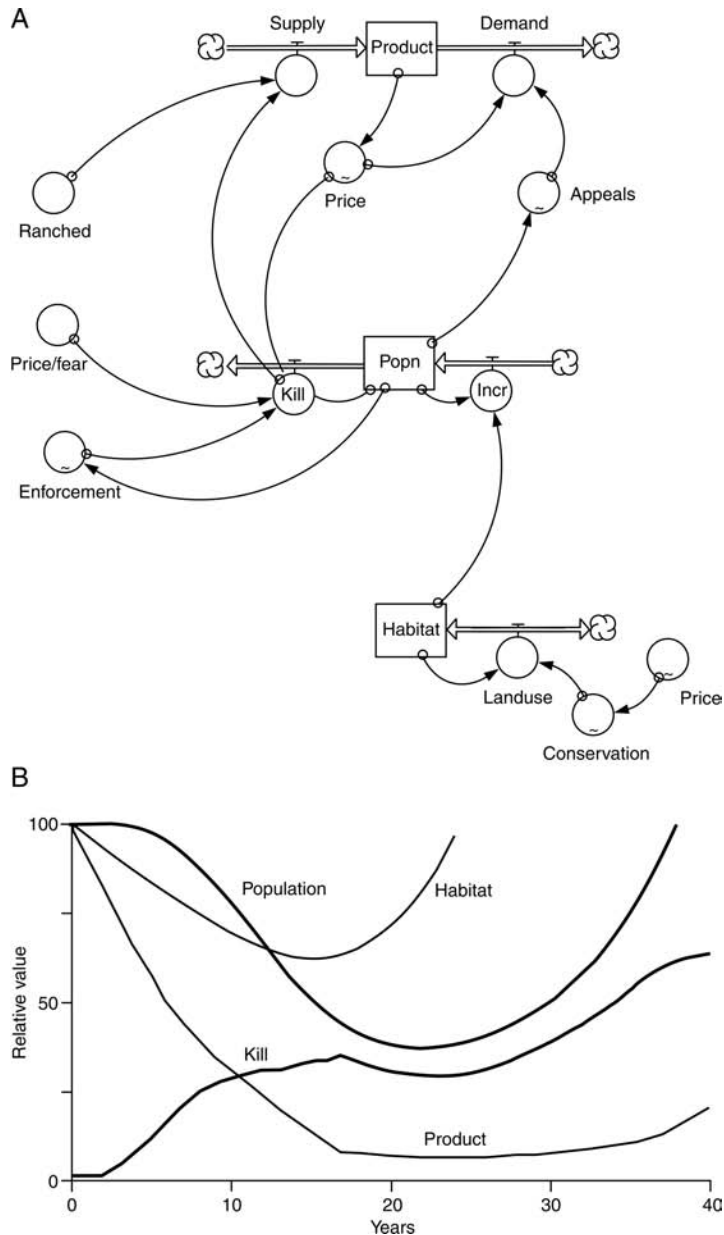 A
Supply
Demand
Product
~
Price
~
Appeals
Ranched
Price/fear
Popn
Kill
Incr
~
Enforcement
Habitat
Landuse
~
Price
~
Conservation
B
100
Population
Habitat
Relative value
50
Kill
Product
0
0
10
20
30
40
Years